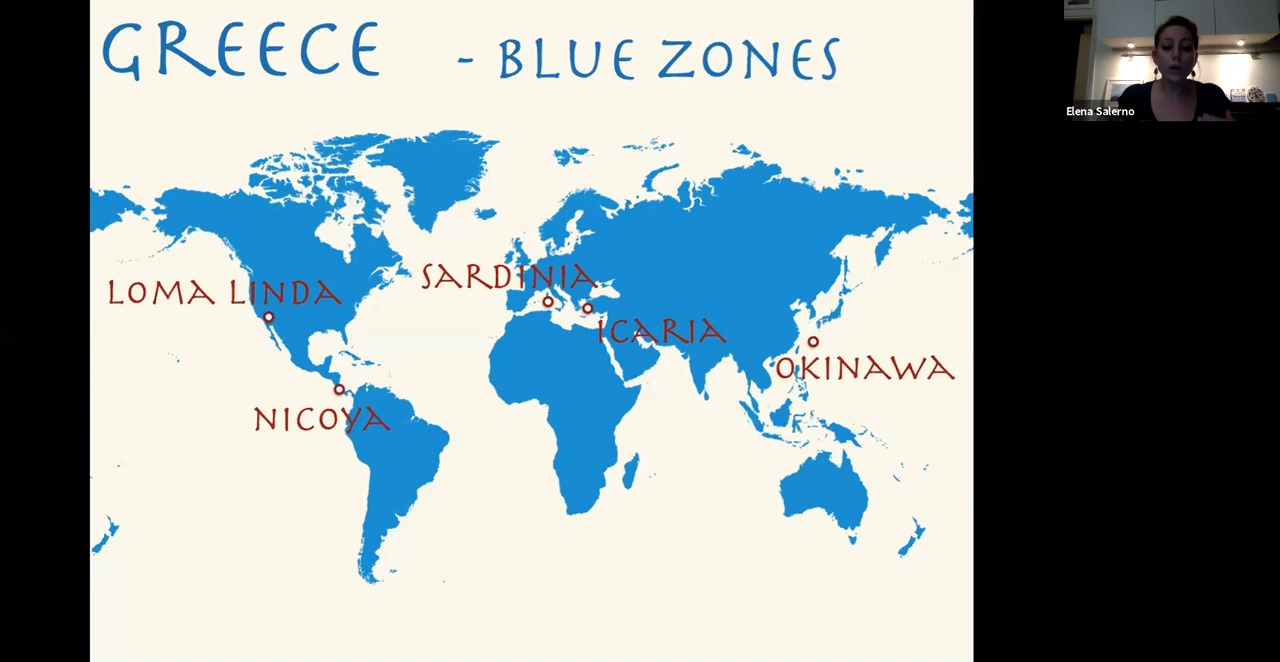 GREECE - BLUE ZONES
Elena Salerno
SARDINIA
LOMA LINDA
ICARIA
OKINAWA
NICOYA